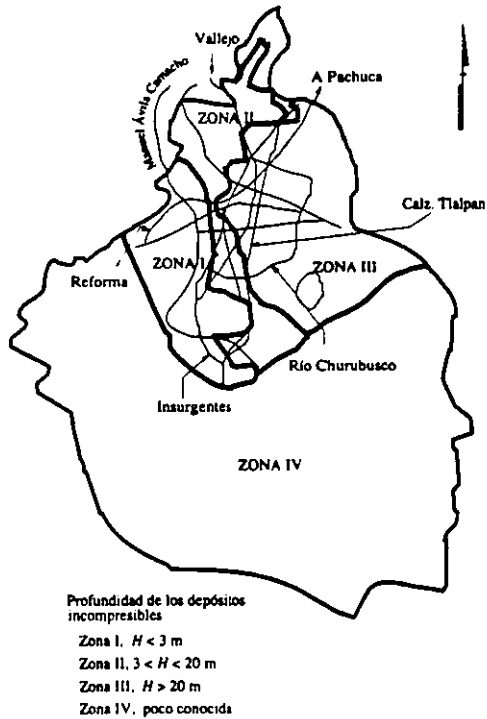 Vallejo
A Pachuca
Manuel Ávila Camacho
ZONA II
Calz. Tlalpan
ZONA I
ZONA III
Reforma
Río Churubusco
Insurgentes
ZONA IV
Profundidad de los depósitos
incompresibles
Zona I, H < 3 m
Zona II, 3 < H < 20 m
Zona III, H > 20 m
Zona IV, poco conocida